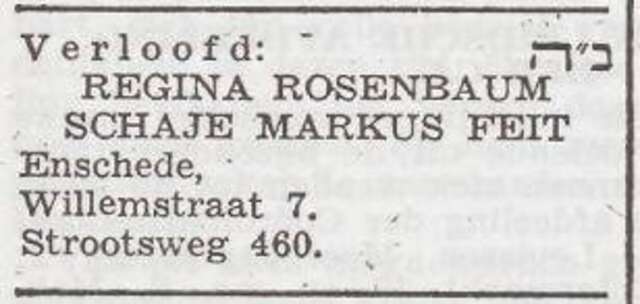 Verloofd: ב״ה
REGINA ROSENBAUM
SCHAJE MARKUS FEIT
Enschede,
Willemstraat 7.
Strootsweg 460.